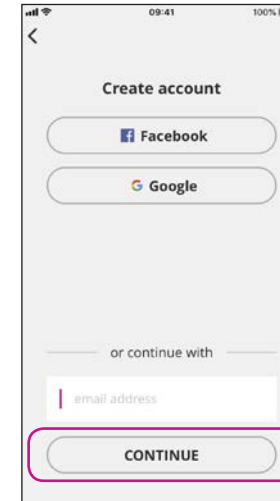 09:41 100%
Create account
Facebook
Google
or continue with
email address
CONTINUE